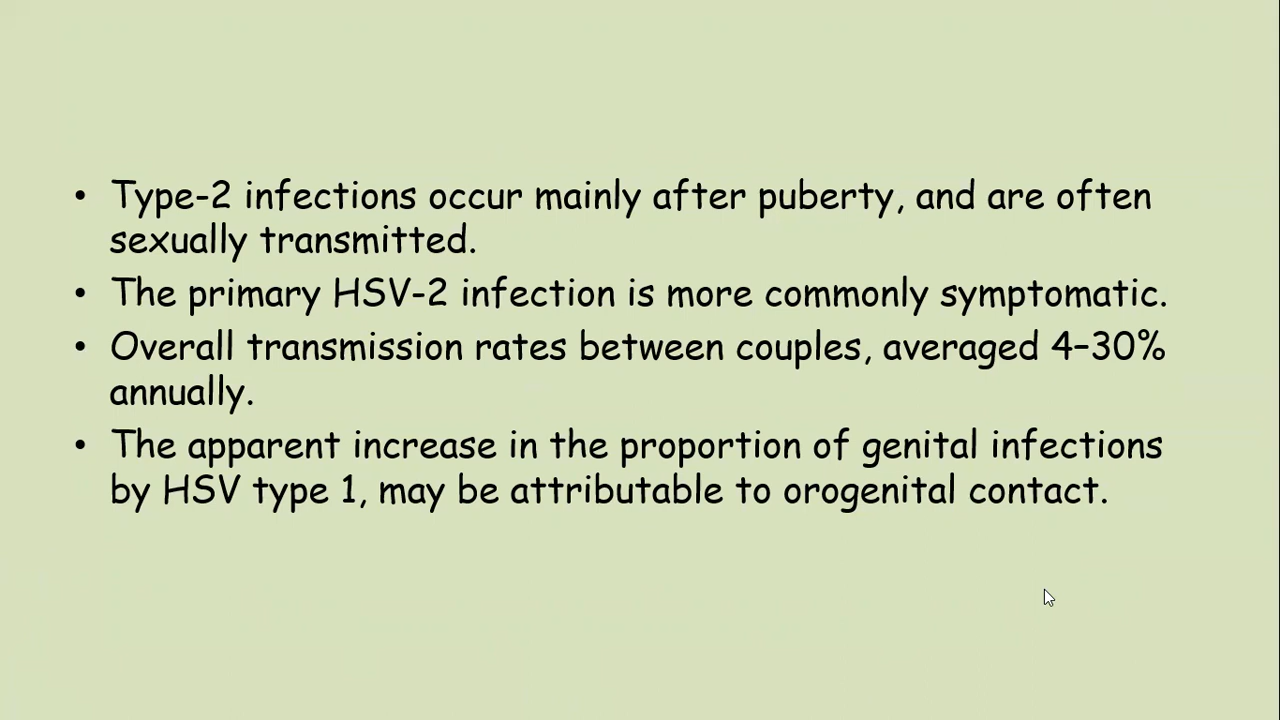 • Type-2 infections occur mainly after puberty, and are often
sexually transmitted.
• The primary HSV-2 infection is more commonly symptomatic.
• Overall transmission rates between couples, averaged 4–30%
annually.
• The apparent increase in the proportion of genital infections
by HSV type 1, may be attributable to orogenital contact.